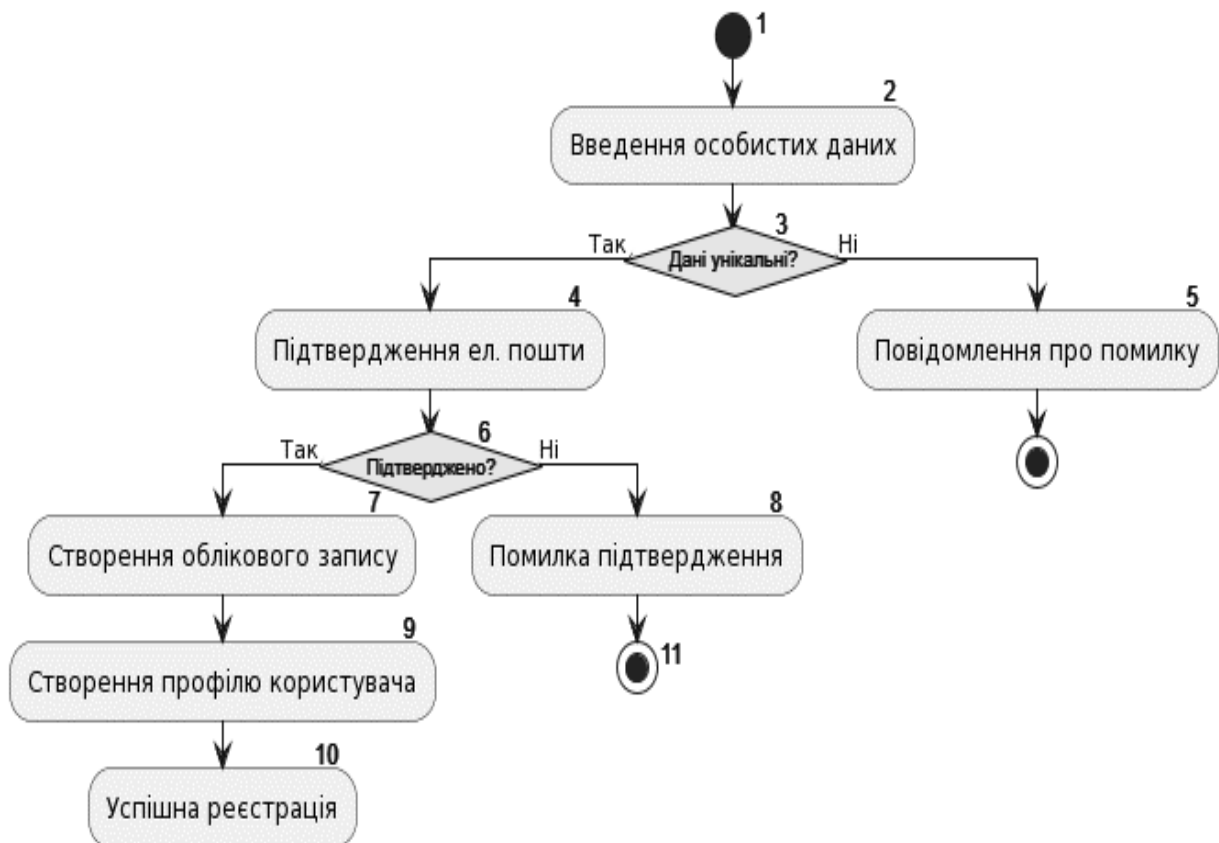 1
2
Введення особистих даних
3
Так
Дані унікальні?
Ні
4
Підтвердження ел. пошти
5
Повідомлення про помилку
6
Так
Підтверджено?
Ні
7
Створення облікового запису
8
Помилка підтвердження
9
Створення профілю користувача
11
10
Успішна реєстрація